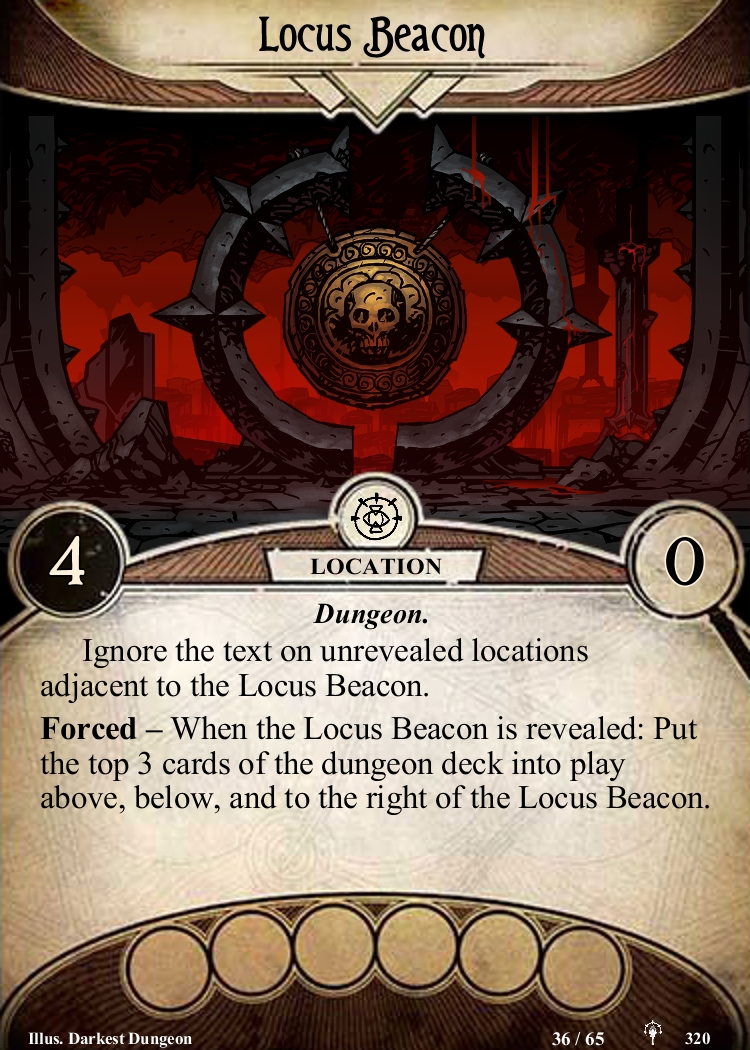 Locus Beacon
4
LOCATION
0
Dungeon.
Ignore the text on unrevealed locations
adjacent to the Locus Beacon.
Forced – When the Locus Beacon is revealed: Put
the top 3 cards of the dungeon deck into play
above, below, and to the right of the Locus Beacon.
Illus. Darkest Dungeon
36 / 65
320